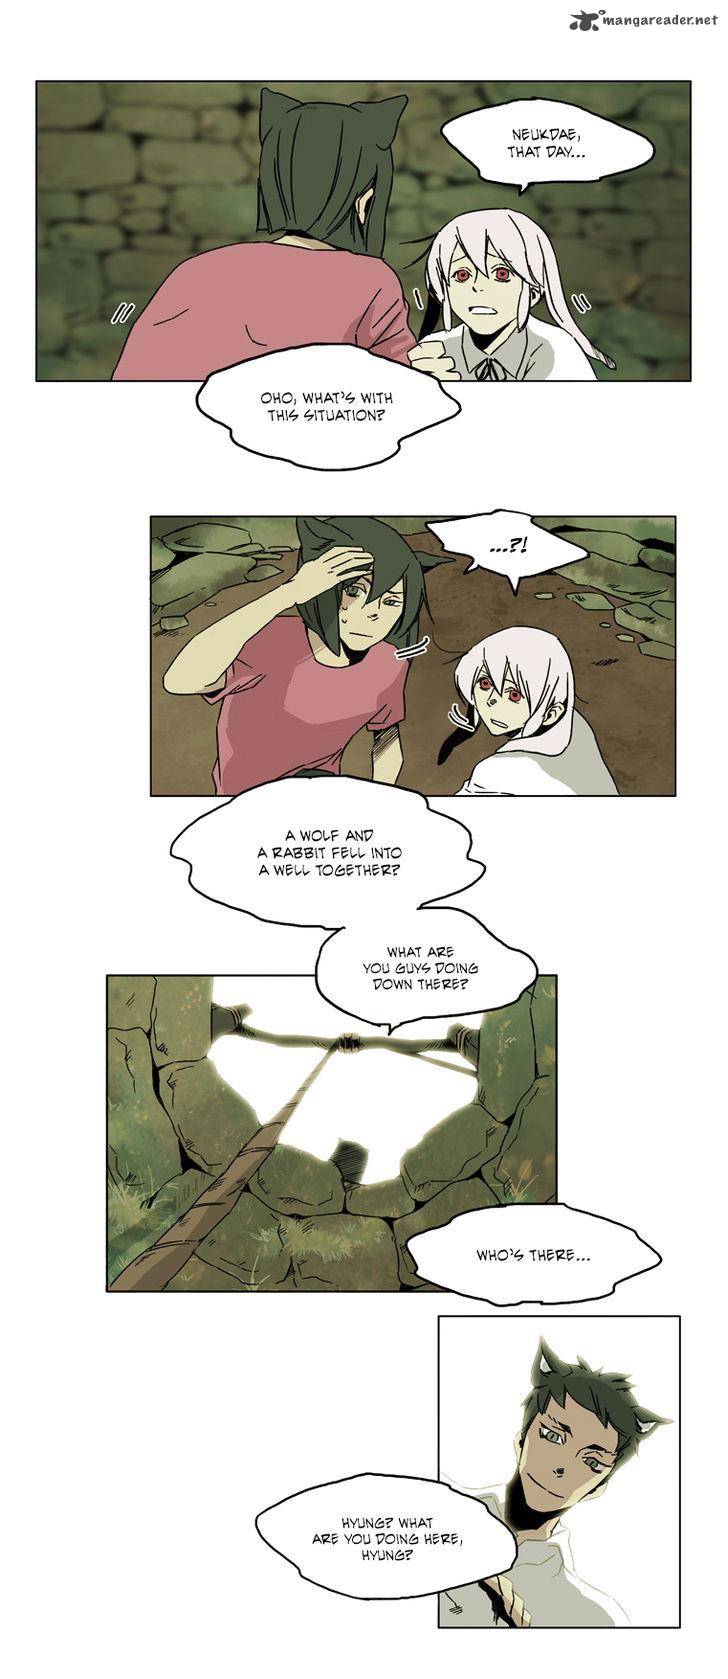 mangareader.net
NEUKDAE,
THAT DAY...
OHO, WHAT'S WITH
THIS SITUATION?
...?!
A WOLF AND
A RABBIT FELL INTO
A WELL TOGETHER?
WHAT ARE
YOU GUYS DOING
DOWN THERE?
WHO'S THERE...
HYUNG? WHAT
ARE YOU DOING HERE,
HYUNG?